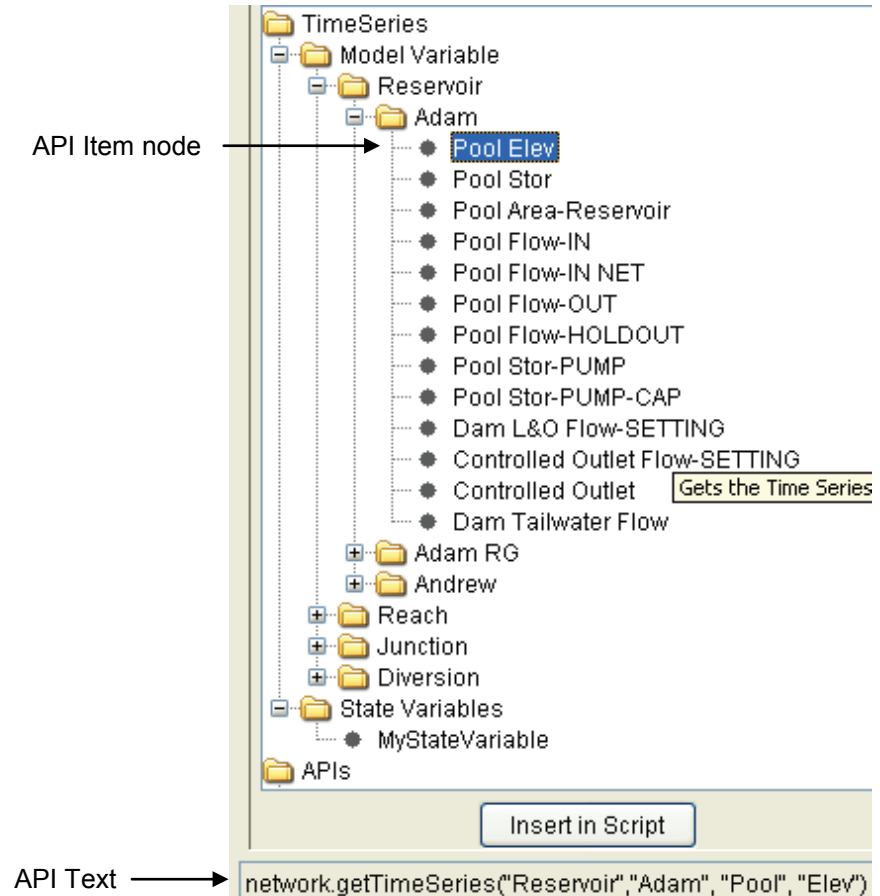 TimeSeries
Model Variable
Reservoir
Adam
API Item node
Pool Elev
Pool Stor
Pool Area-Reservoir
Pool Flow-IN
Pool Flow-IN NET
Pool Flow-OUT
Pool Flow-HOLDOUT
Pool Stor-PUMP
Pool Stor-PUMP-CAP
Dam L&O Flow-SETTING
Controlled Outlet Flow-SETTING
Controlled Outlet
Gets the Time Series
Dam Tailwater Flow
Adam RG
Andrew
Reach
Junction
Diversion
State Variables
MyStateVariable
APIs
Insert in Script
API Text
network.getTimeSeries("Reservoir","Adam", "Pool", "Elev")